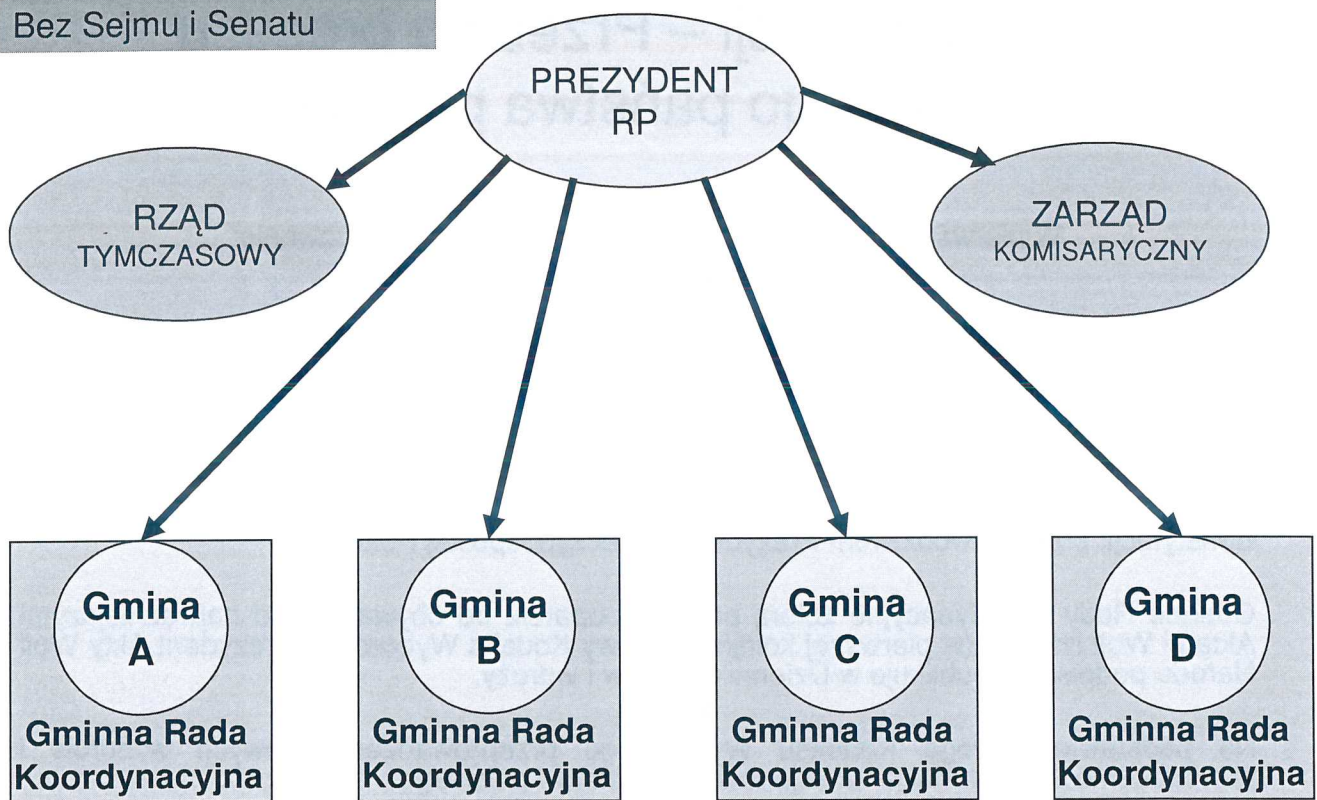 Bez Sejmu i Senatu
PREZYDENT
RP
RZĄD
TYMCZASOWY
ZARZĄD
KOMISARYCZNY
Gmina
A
Gminna Rada
Koordynacyjna
Gmina
B
Gminna Rada
Koordynacyjna
Gmina
C
Gminna Rada
Koordynacyjna
Gmina
D
Gminna Rada
Koordynacyjna